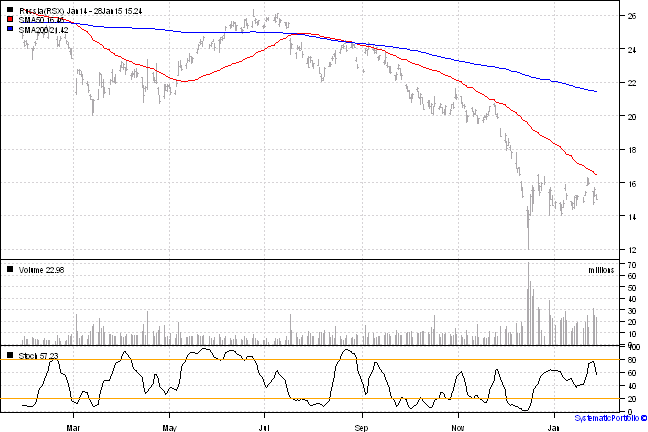 Russia(RSX) Jan14 - 28Jan15 15.24
SMA50 16.46
SMA200 21.42
26
24
22
20
18
16
14
12
Volume 22.98
millions
70
60
50
40
30
20
10
0
Stoch 57.23
100
80
60
40
20
0
Mar
May
Jul
Sep
Nov
Jan
SystematicPortfolio ©